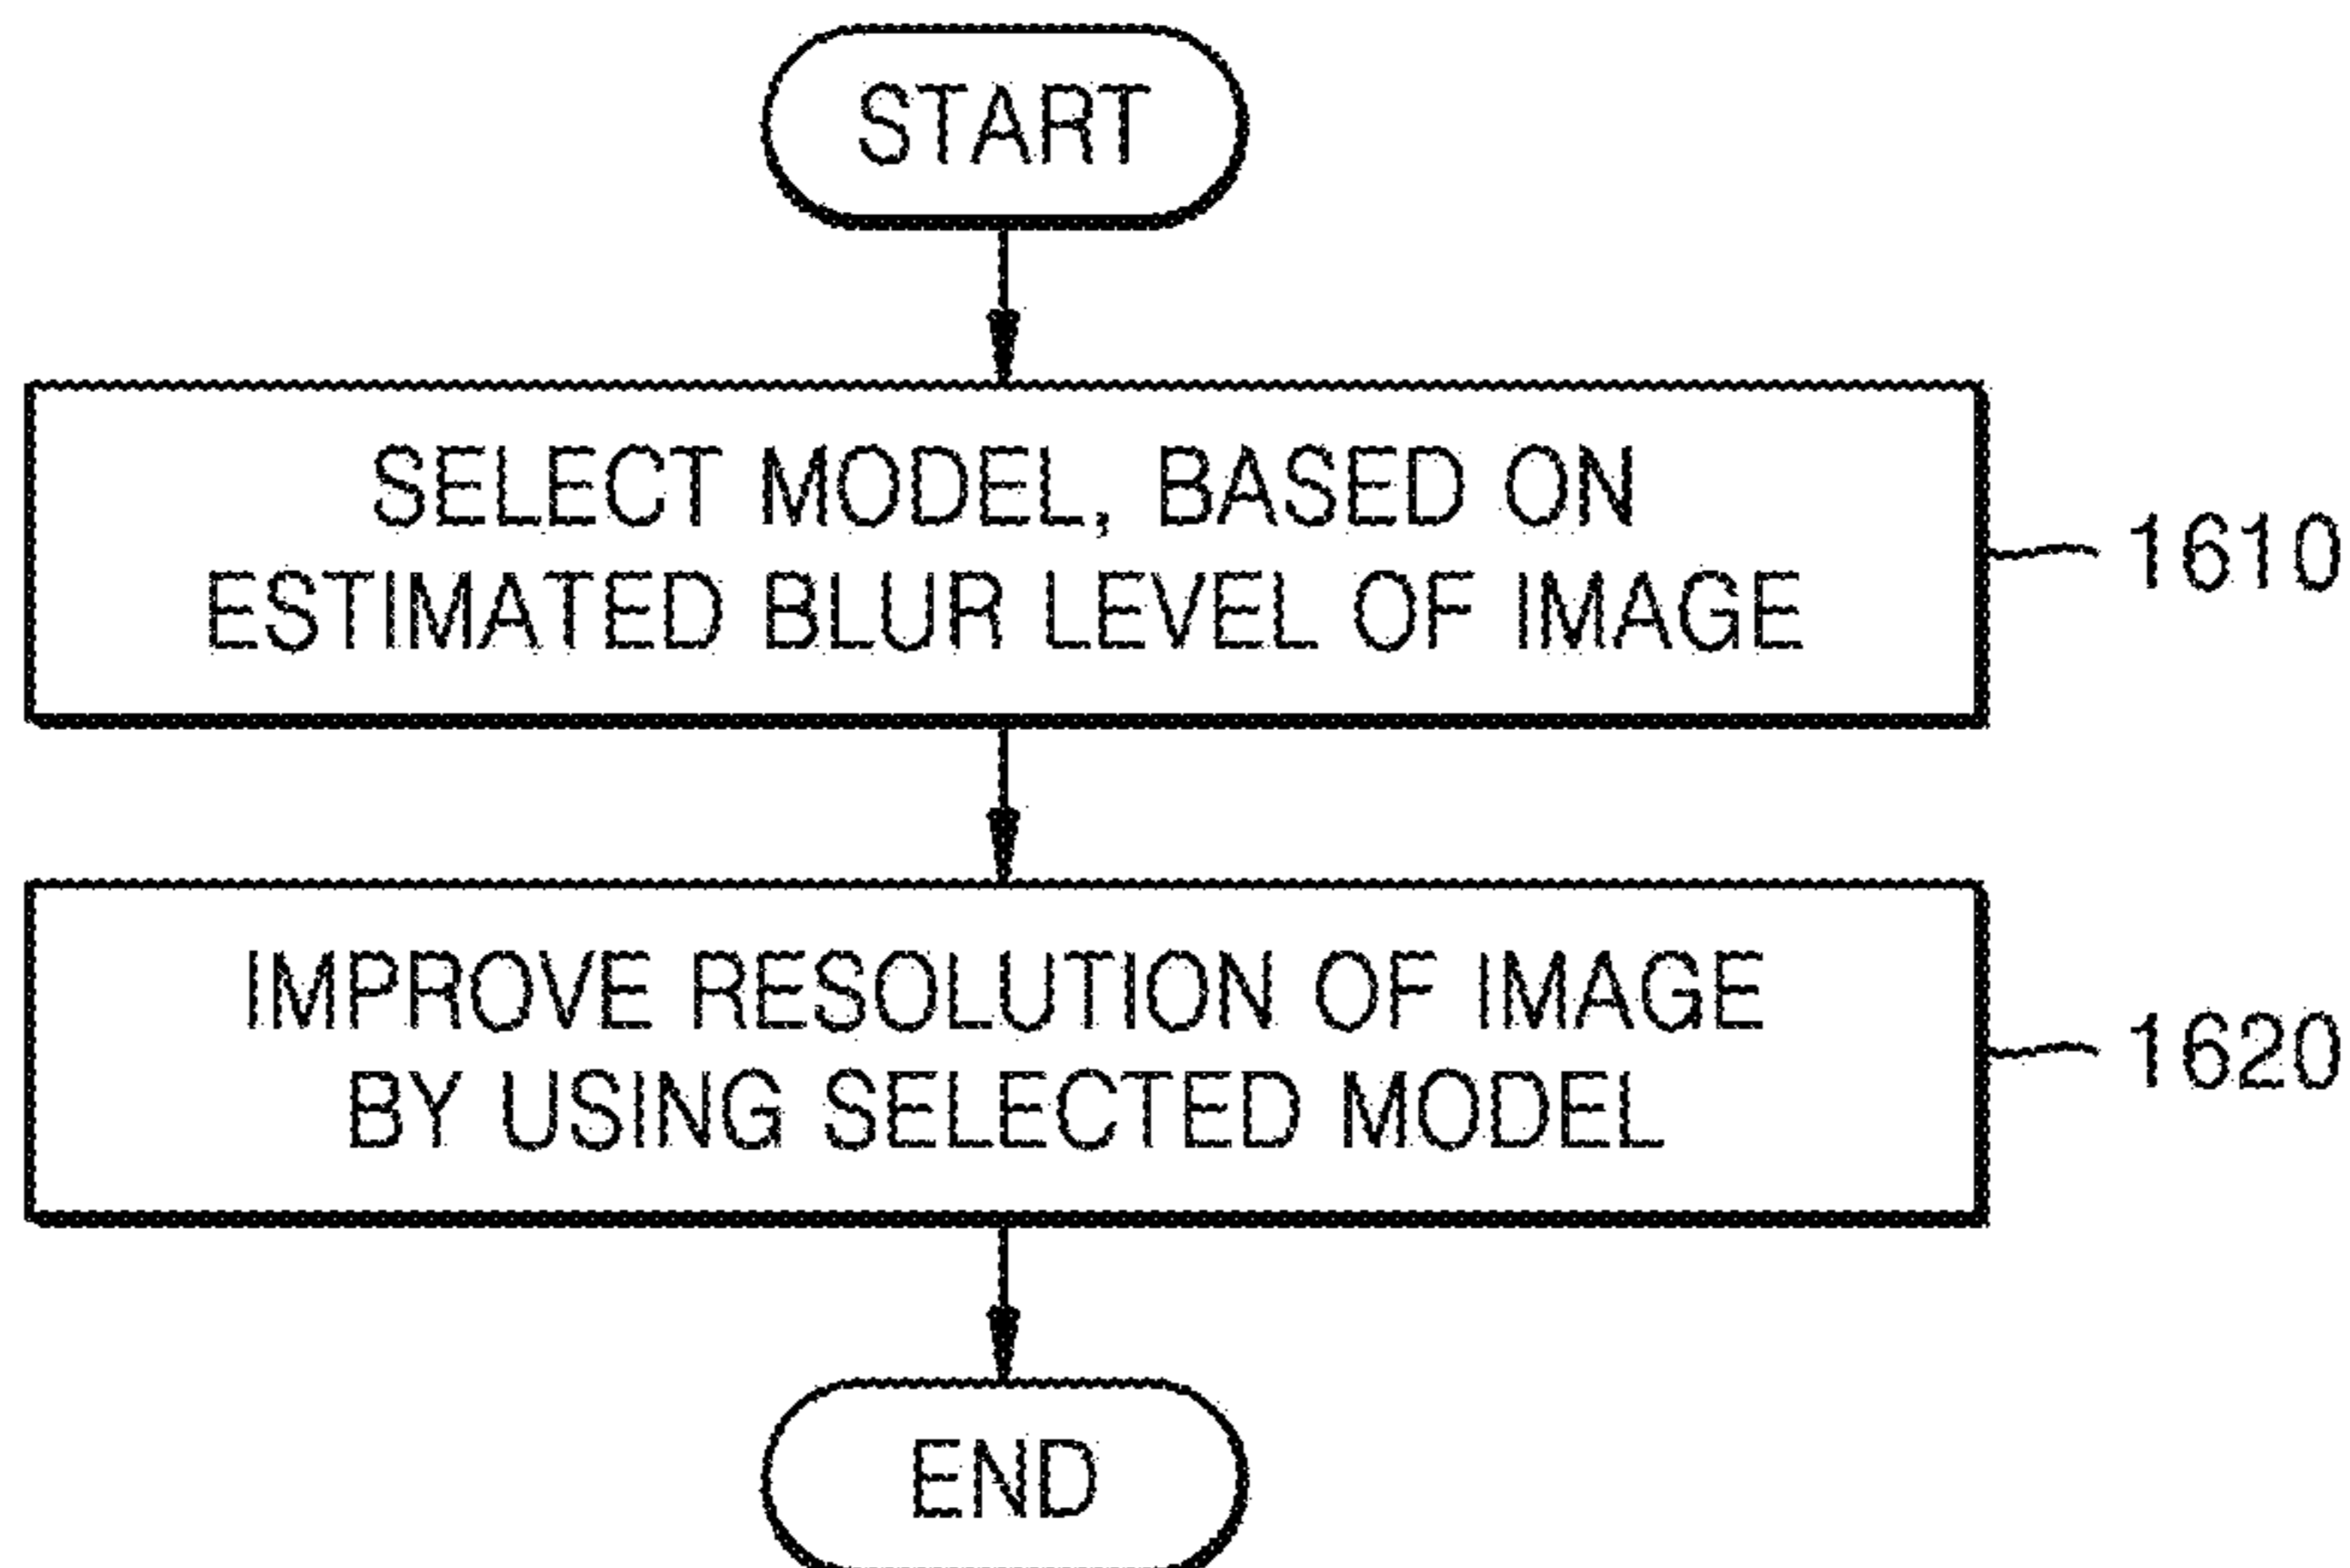 START
SELECT MODEL, BASED ON
ESTIMATED BLUR LEVEL OF IMAGE
1610
IMPROVE RESOLUTION OF IMAGE
BY USING SELECTED MODEL
1620
END